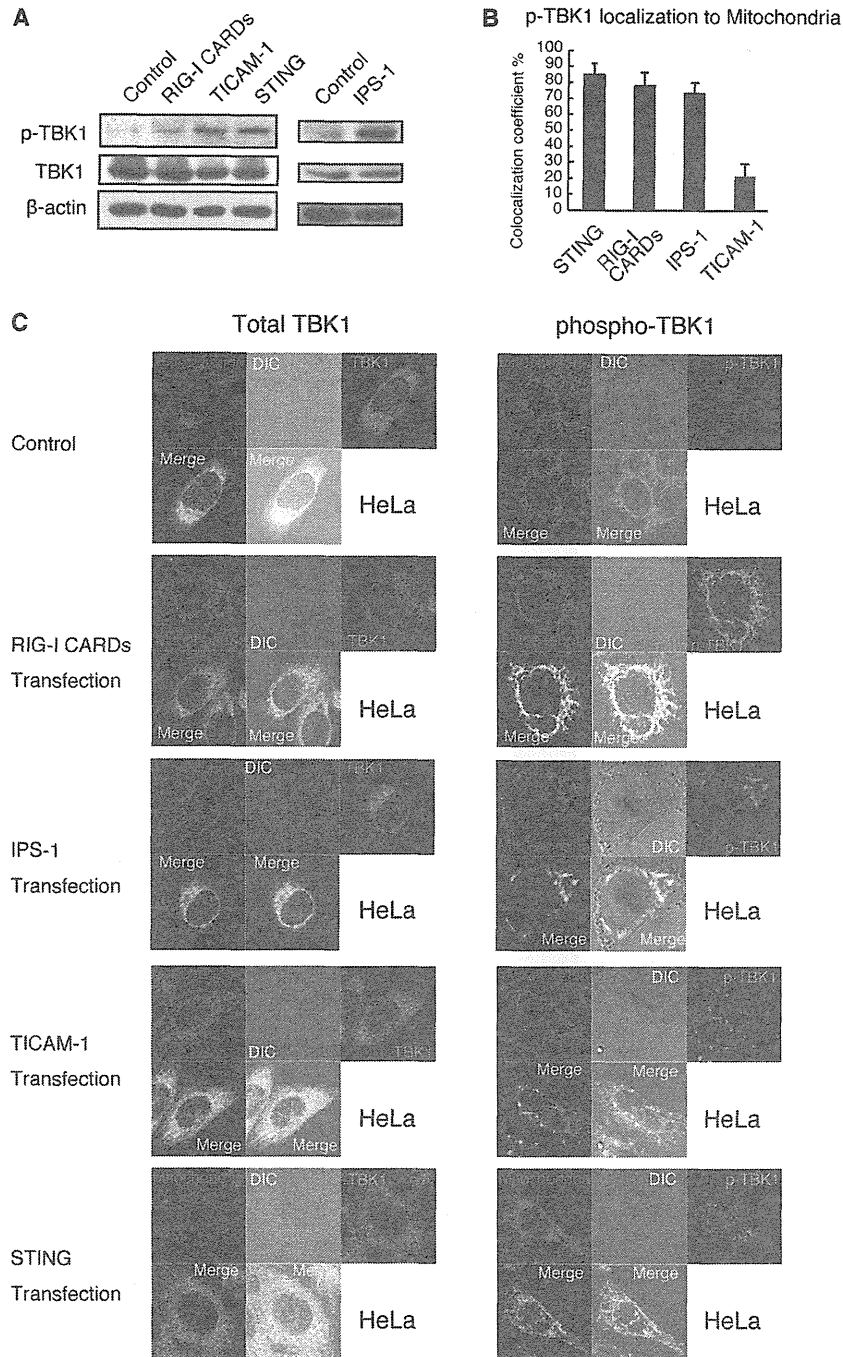 A
Control
RIG-I CARDs
TICAM-1
STING
Control
IPS-1
p-TBK1
TBK1
β-actin
B
p-TBK1 localization to Mitochondria
Colocalization coefficient %
100
90
80
70
60
50
40
30
20
10
0
STING
RIG-I CARDs
IPS-1
TICAM-1
C
Total TBK1
phospho-TBK1
Control
DIC
TBK1
Merge
Merge
HeLa
DIC
p-TBK1
Merge
Merge
HeLa
RIG-I CARDs
Transfection
DIC
TBK1
Merge
Merge
HeLa
DIC
Merge
Merge
HeLa
IPS-1
Transfection
DIC
TBK1
Merge
Merge
HeLa
DIC
p-TBK1
Merge
Merge
HeLa
TICAM-1
Transfection
DIC
TBK1
Merge
Merge
HeLa
DIC
p-TBK1
Merge
Merge
HeLa
STING
Transfection
DIC
TBK1
Merge
Merge
HeLa
DIC
p-TBK1
Merge
Merge
HeLa